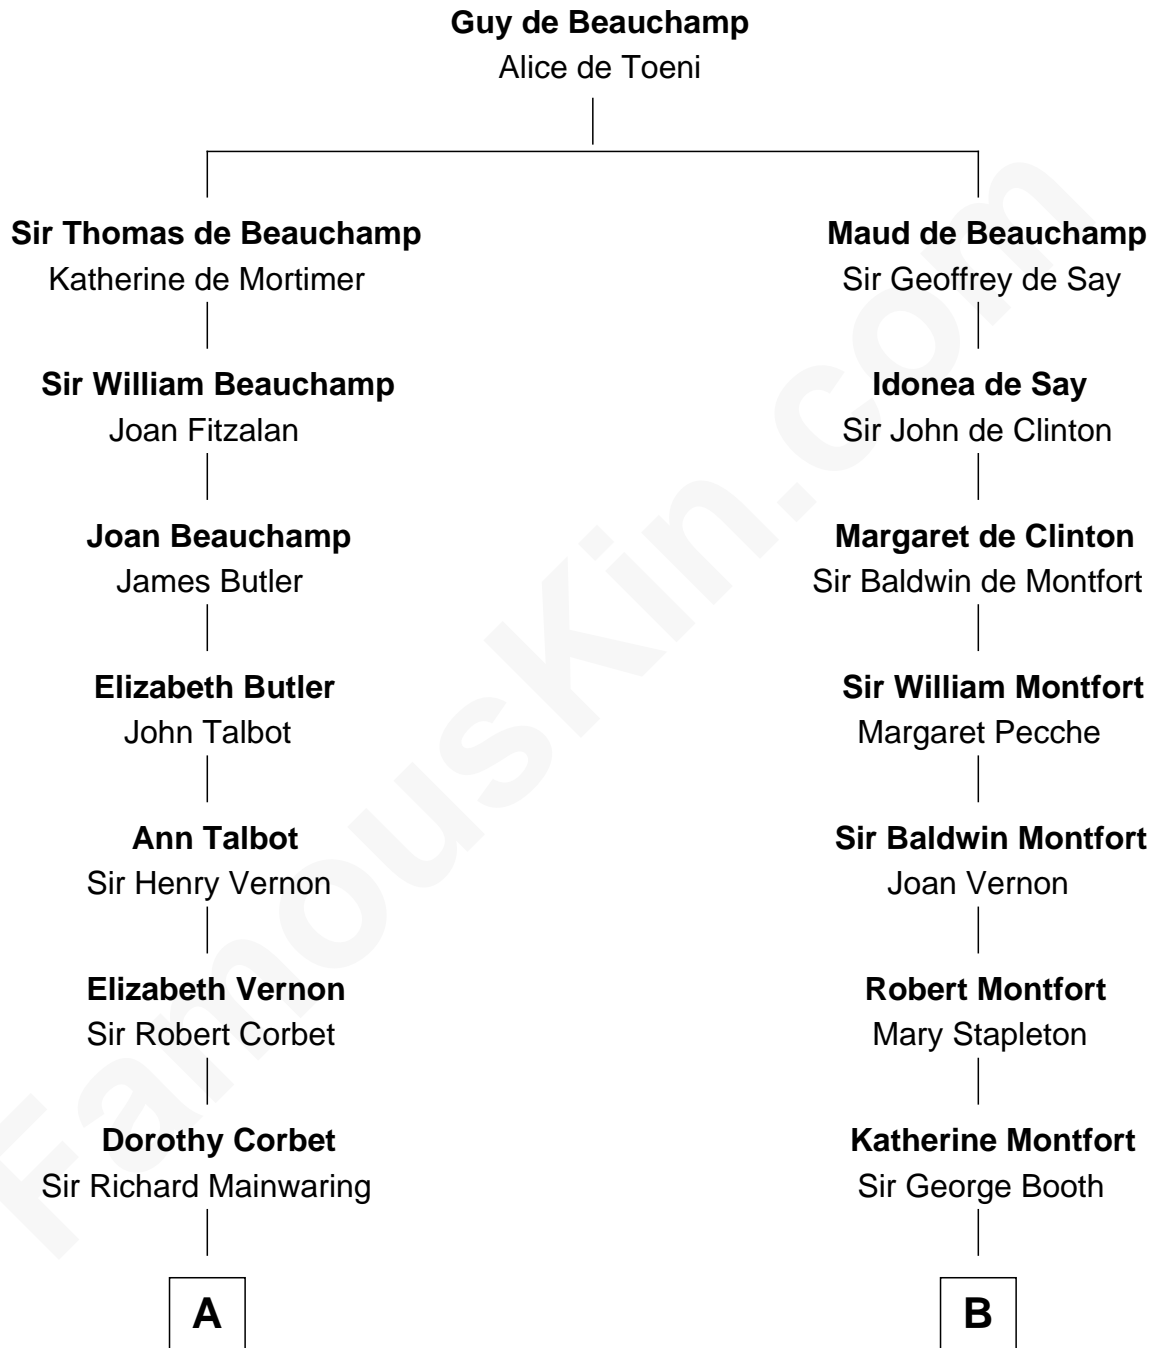 Guy de Beauchamp
Alice de Toeni
Sir Thomas de Beauchamp
Katherine de Mortimer
Sir William Beauchamp
Joan Fitzalan
Joan Beauchamp
James Butler
Elizabeth Butler
John Talbot
Ann Talbot
Sir Henry Vernon
Elizabeth Vernon
Sir Robert Corbet
Dorothy Corbet
Sir Richard Mainwaring
A
Maud de Beauchamp
Sir Geoffrey de Say
Idonea de Say
Sir John de Clinton
Margaret de Clinton
Sir Baldwin de Montfort
Sir William Montfort
Margaret Pecche
Sir Baldwin Montfort
Joan Vernon
Robert Montfort
Mary Stapleton
Katherine Montfort
Sir George Booth
B
FamousKin.com